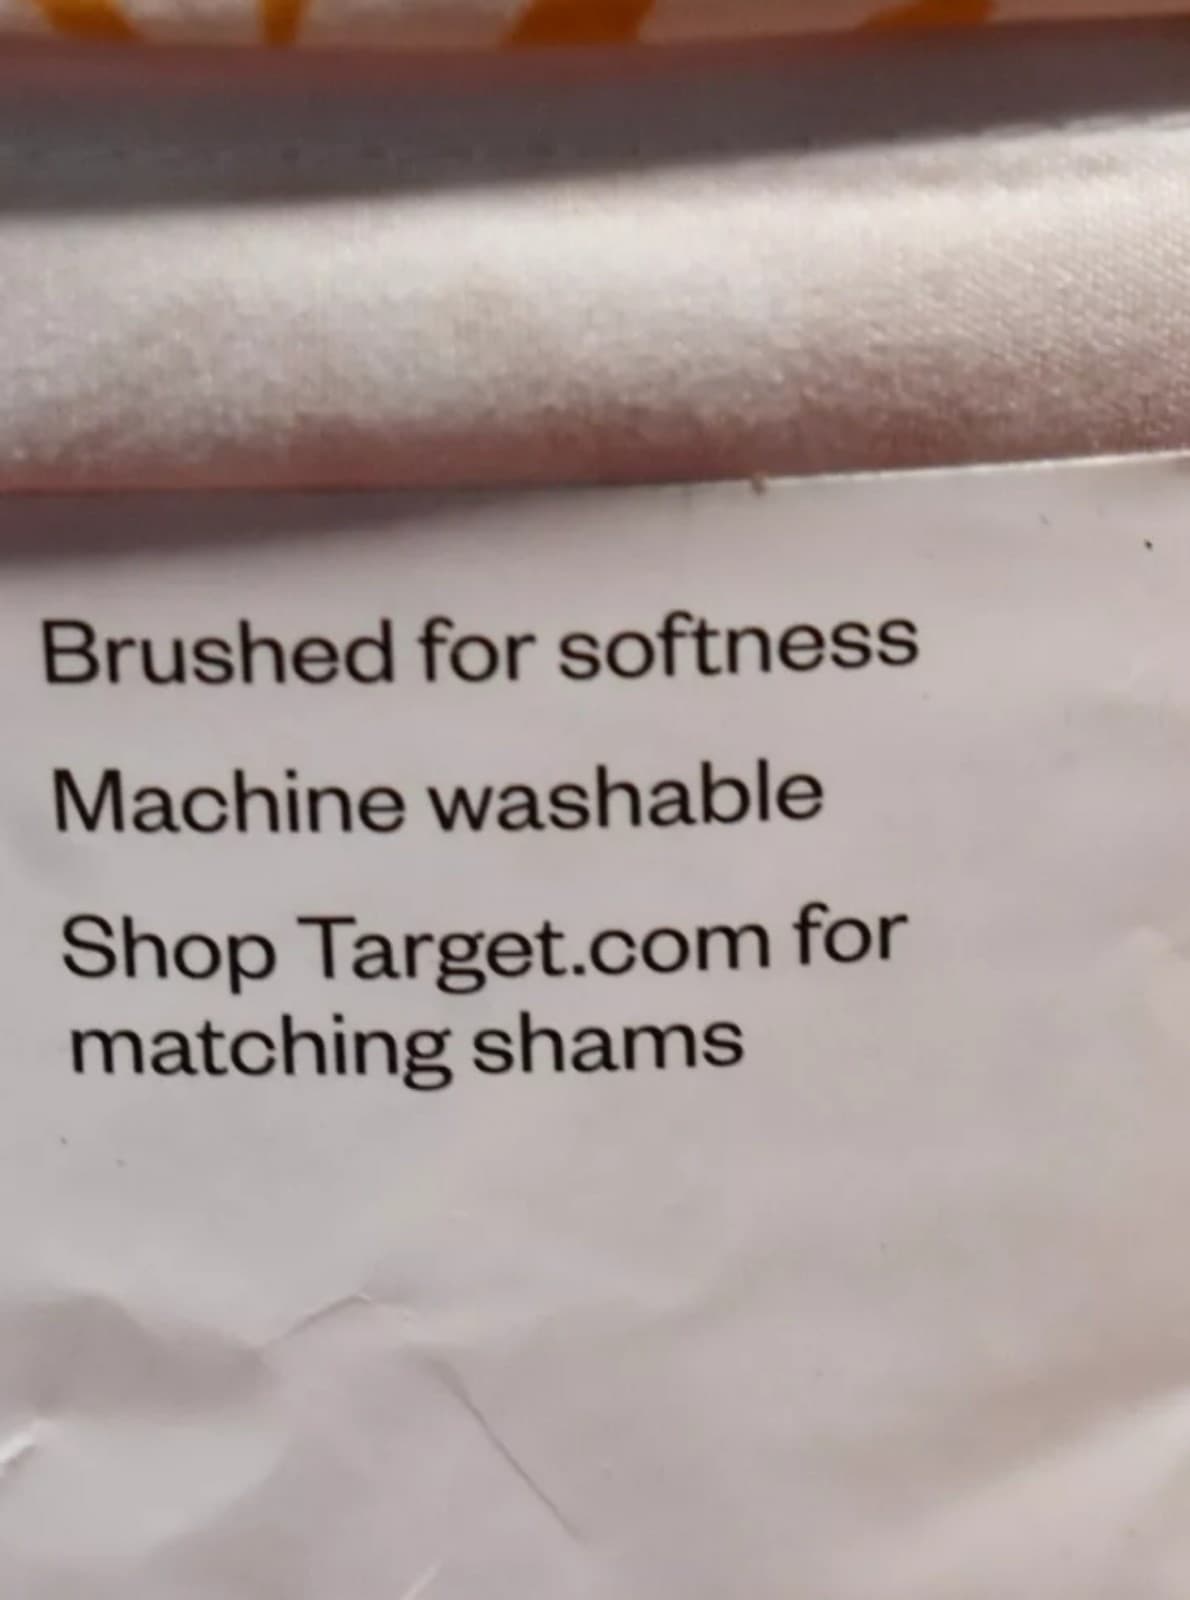 Brushed for softness
Machine washable
Shop Target.com for
matching shams